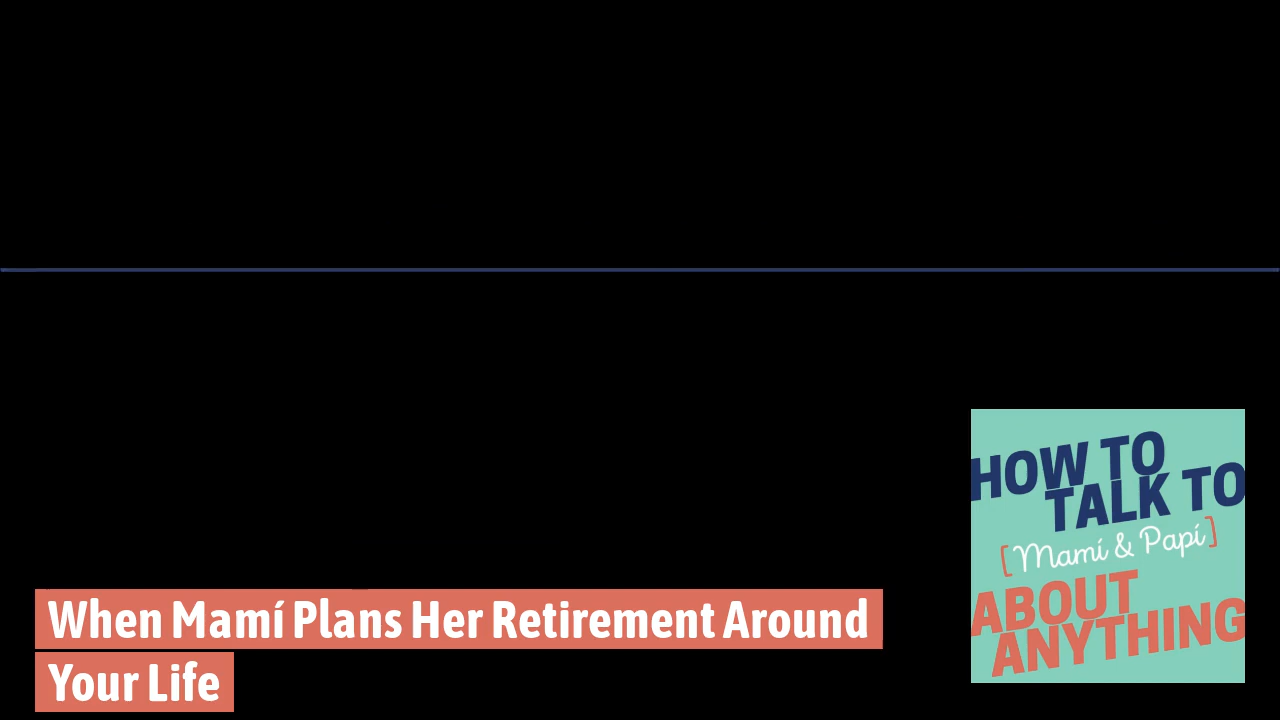 HOW TO
TALK TO
[Mamí & Papí]
ABOUT
ANYTHING
When Mamí Plans Her Retirement Around
Your Life